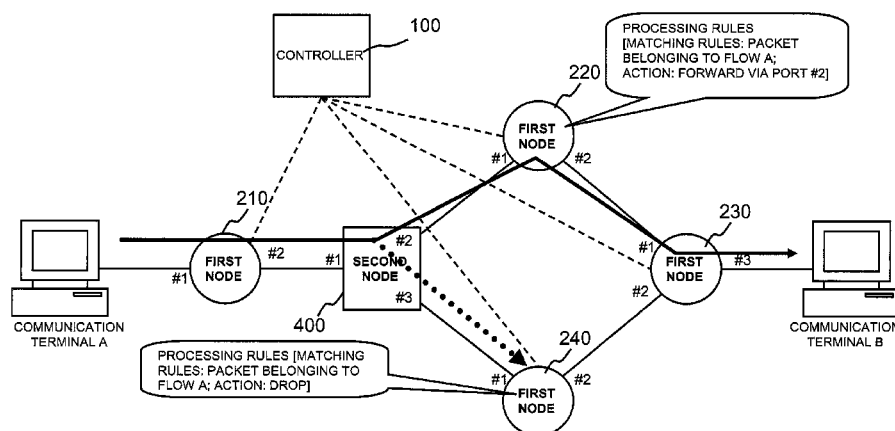 100
CONTROLLER
PROCESSING RULES
[MATCHING RULES: PACKET
BELONGING TO FLOW A;
ACTION: FORWARD VIA PORT #2]
220
FIRST
NODE
#1
#2
210
FIRST
NODE
#1
#2
#1
#2
SECOND
NODE
#3
400
230
#1
FIRST
NODE
#2
#3
COMMUNICATION
TERMINAL A
COMMUNICATION
TERMINAL B
240
#1
FIRST
NODE
#2
PROCESSING RULES [MATCHING
RULES: PACKET BELONGING TO
FLOW A; ACTION: DROP]